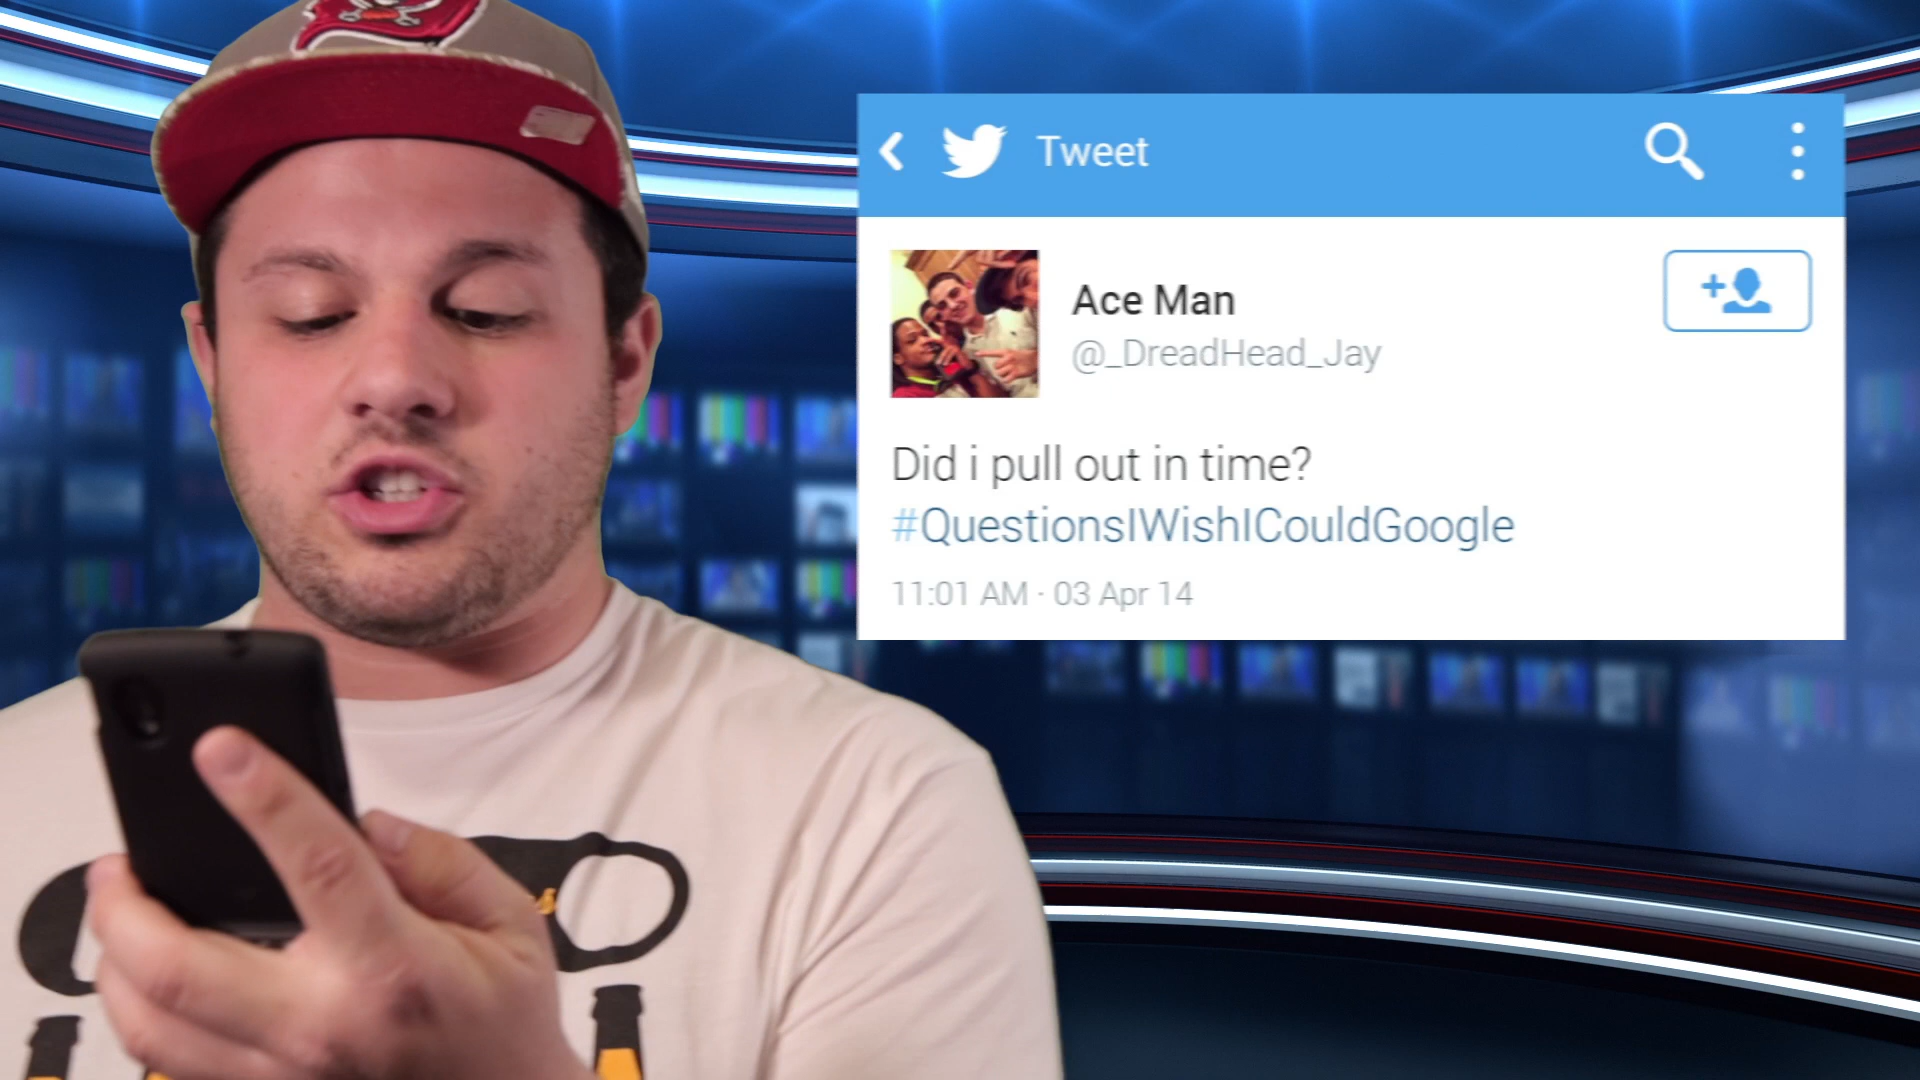 Tweet
Ace Man
@_DreadHead_Jay
Did i pull out in time?
#QuestionsIWishICouldGoogle
11:01 AM · 03 Apr 14